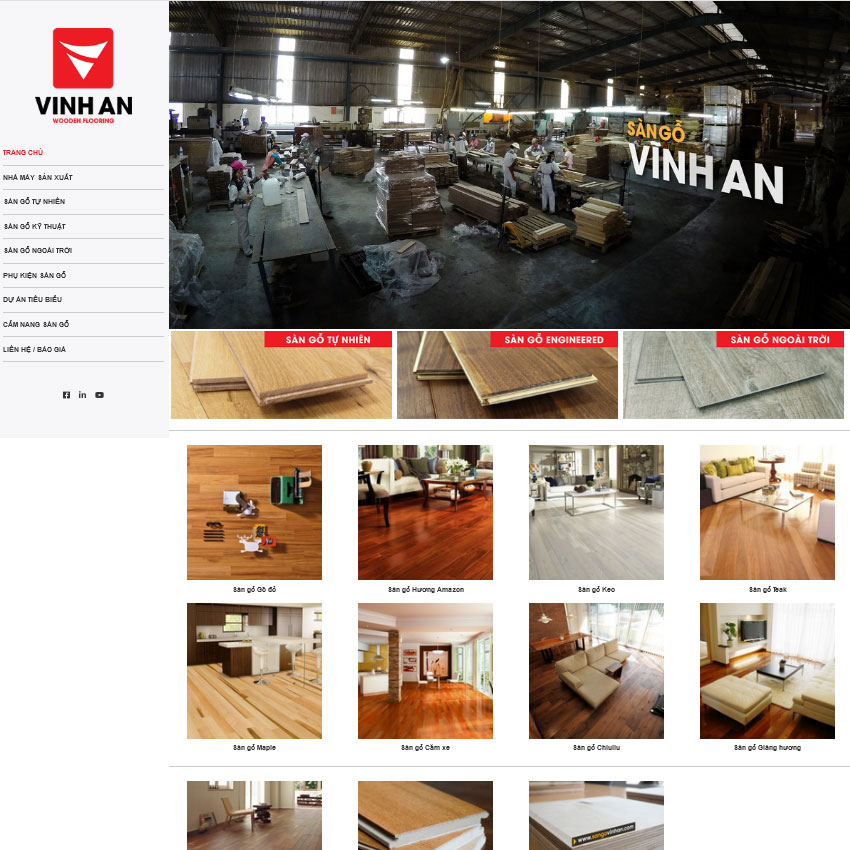 VINH AN
WOODEN FLOORING
TRANG CHỦ
NHÀ MÁY SẢN XUẤT
SÀN GỖ TỰ NHIÊN
SÀN GỖ KỸ THUẬT
SÀN GỖ NGOÀI TRỜI
PHỤ KIỆN SÀN GỖ
DỰ ÁN TIÊU BIỂU
CẨM NANG SÀN GỖ
LIÊN HỆ / BÁO GIÁ
SÀN GỖ
VĨNH AN
SÀN GỖ TỰ NHIÊN
SÀN GỖ ENGINEERED
SÀN GỖ NGOÀI TRỜI
Sàn gỗ Gõ đỏ
Sàn gỗ Hương Amazon
Sàn gỗ Keo
Sàn gỗ Teak
Sàn gỗ Maple
Sàn gỗ Căm xe
Sàn gỗ Chiuliu
Sàn gỗ Giáng hương
www.sangovinhan.com